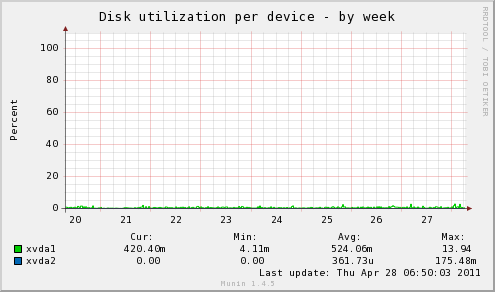 Disk utilization per device - by week
RRDTOOL / TOBI OETIKER
Percent
100
80
60
40
20
0
20 21 22 23 24 25 26 27
Cur: Min: Avg: Max:
xvda1 420.40m 4.11m 524.06m 13.94
xvda2 0.00 0.00 361.73u 175.48m
Last update: Thu Apr 28 06:50:03 2011
Munin 1.4.5